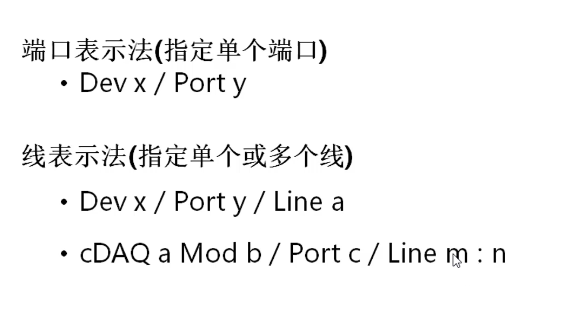 端口表示法(指定单个端口)
• Dev x / Port y
线表示法(指定单个或多个线)
• Dev x / Port y / Line a
• cDAQ a Mod b / Port c / Line m : n